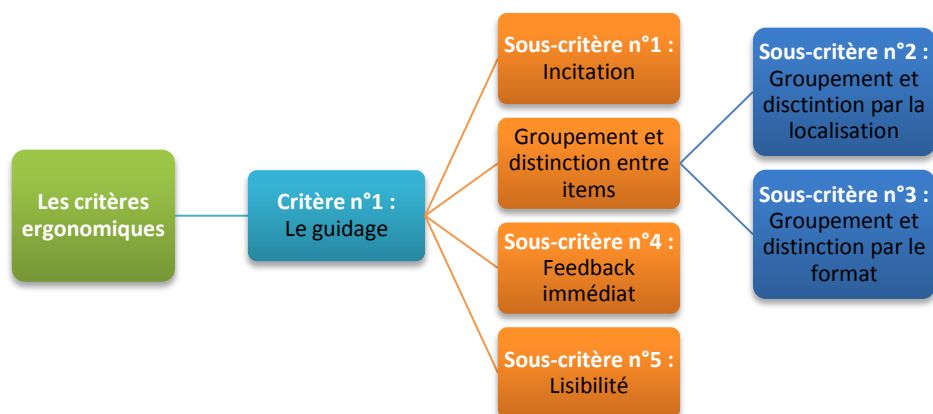 Les critères
ergonomiques
Critère n°1 :
Le guidage
Sous-critère n°1 :
Incitation
Groupement et
distinction entre
items
Sous-critère n°2 :
Groupement et
disctintion par la
localisation
Sous-critère n°3 :
Groupement et
distinction par le
format
Sous-critère n°4 :
Feedback
immédiat
Sous-critère n°5 :
Lisibilité